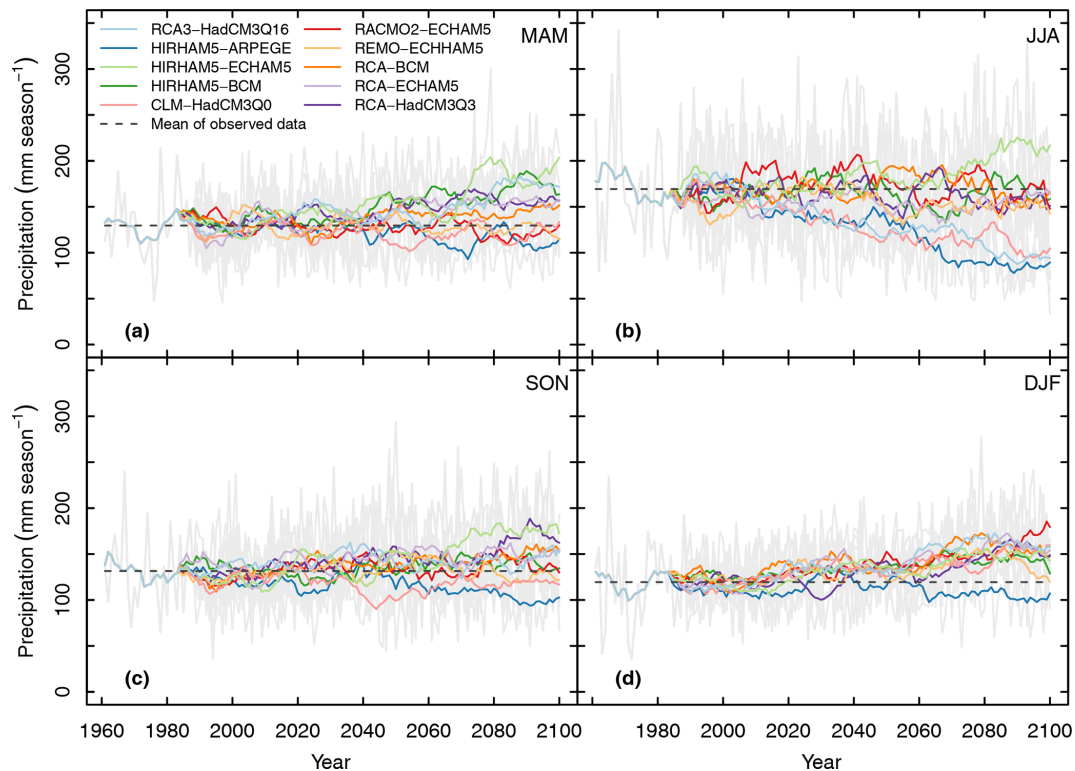 RCA3−HadCM3Q16
HIRHAM5−ARPEGE
HIRHAM5−ECHAM5
HIRHAM5−BCM
CLM−HadCM3Q0
Mean of observed data
RACMO2−ECHAM5
REMO−ECHHAM5
RCA−BCM
RCA−ECHAM5
RCA−HadCM3Q3
MAM
JJA
Precipitation (mm season−1)
300
200
100
0
(a)
(b)
SON
DJF
Precipitation (mm season−1)
300
200
100
0
(c)
(d)
1960 1980 2000 2020 2040 2060 2080 2100
1960 1980 2000 2020 2040 2060 2080 2100
Year
Year